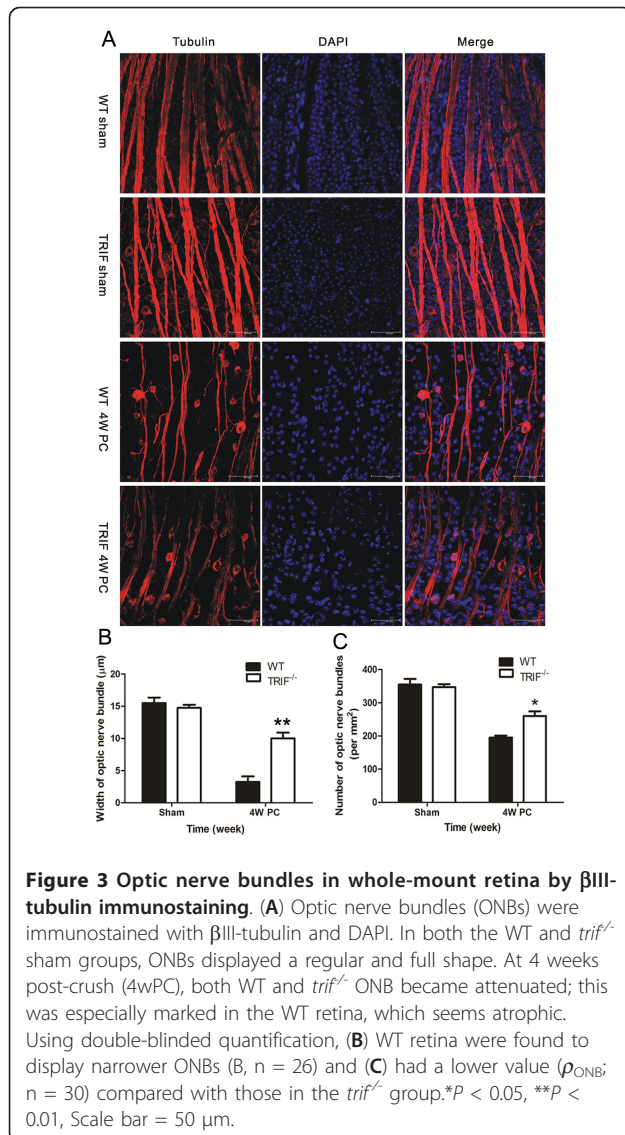 A
Tubulin DAPI Merge
WT sham
TRIF sham
WT 4W PC
TRIF 4W PC
B
Width of optic nerve bundle (μm)
20
15
10
5
0
WT
TRIF-/-
**
Sham 4W PC
Time (week)
C
Number of optic nerve bundles
(per mm²)
400
300
200
100
0
WT
TRIF-/-
*
Sham 4W PC
Time (week)
Figure 3 Optic nerve bundles in whole-mount retina by βIII-
tubulin immunostaining. (A) Optic nerve bundles (ONBs) were
immunostained with βIII-tubulin and DAPI. In both the WT and trif-/-
sham groups, ONBs displayed a regular and full shape. At 4 weeks
post-crush (4wPC), both WT and trif-/- ONB became attenuated; this
was especially marked in the WT retina, which seems atrophic.
Using double-blinded quantification, (B) WT retina were found to
display narrower ONBs (B, n = 26) and (C) had a lower value (ρONB;
n = 30) compared with those in the trif-/- group.*P < 0.05, **P <
0.01, Scale bar = 50 μm.